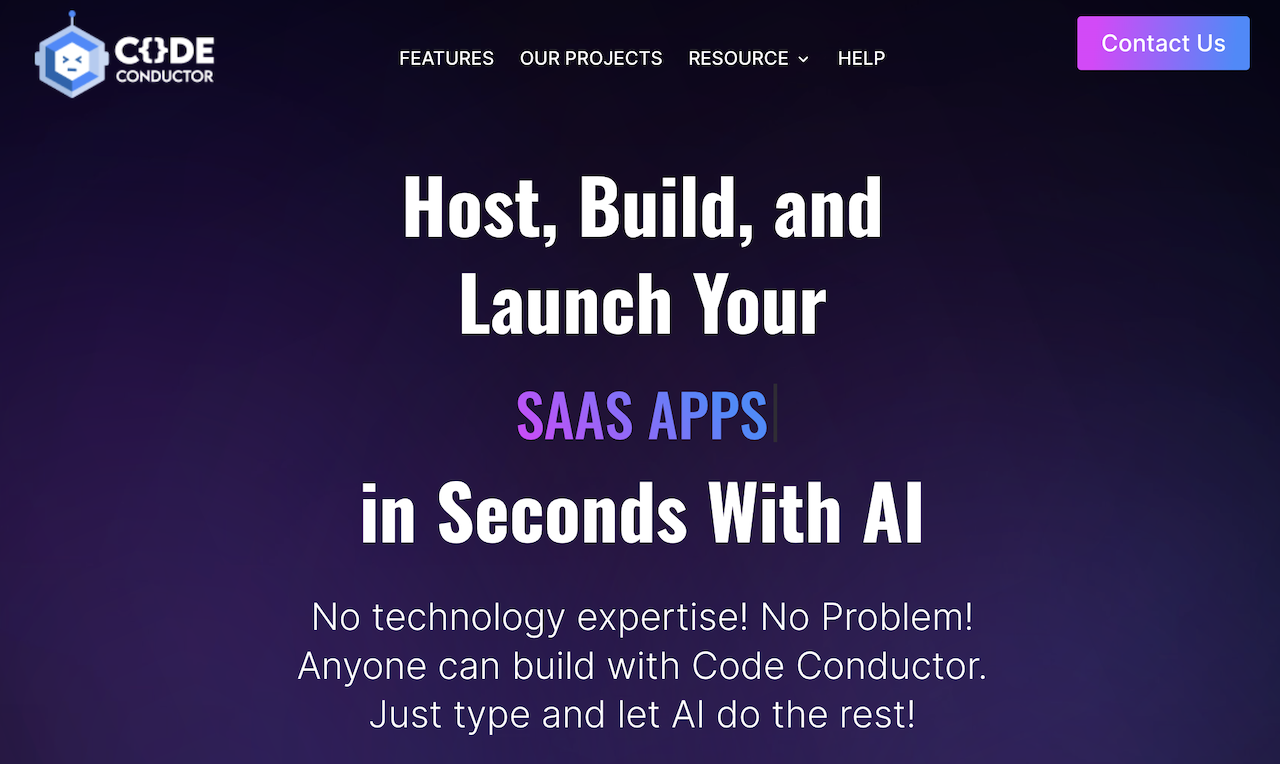 C{}DE
CONDUCTOR
FEATURES
OUR PROJECTS
RESOURCE
HELP
Contact Us
Host, Build, and
Launch Your
SAAS APPS
in Seconds With AI
No technology expertise! No Problem!
Anyone can build with Code Conductor.
Just type and let AI do the rest!